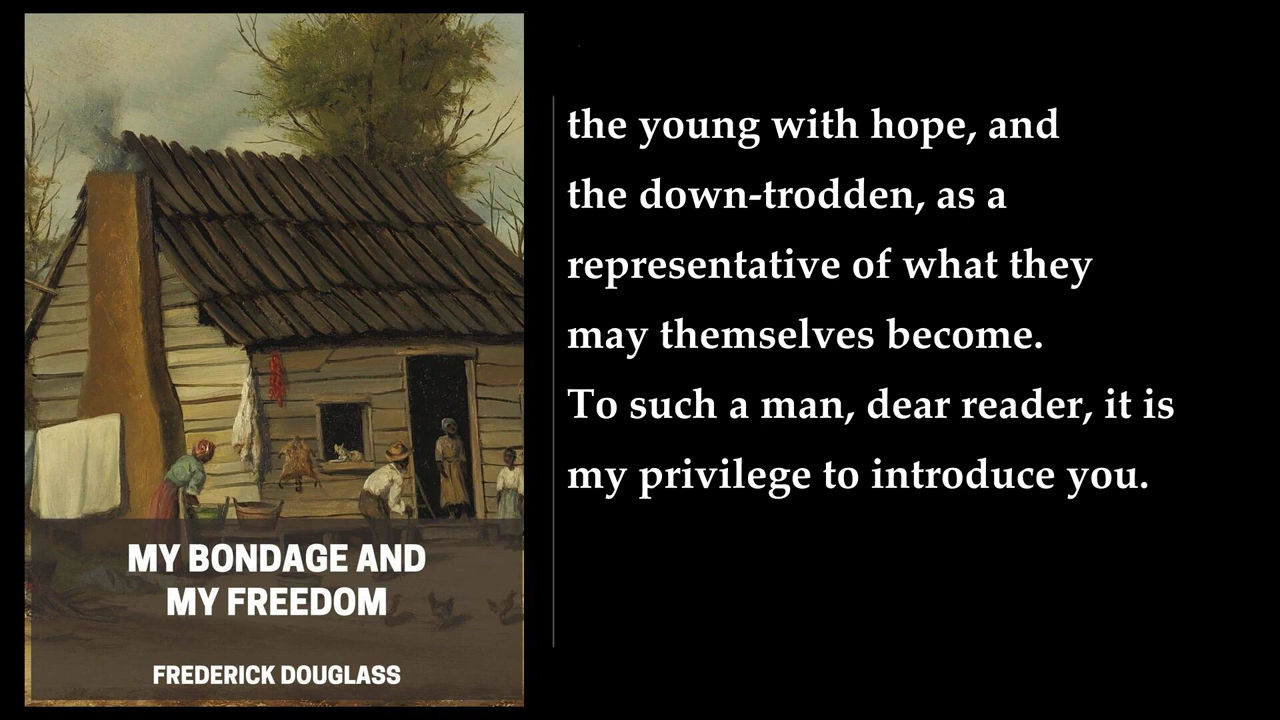 MY BONDAGE AND
MY FREEDOM
FREDERICK DOUGLASS
the young with hope, and
the down-trodden, as a
representative of what they
may themselves become.
To such a man, dear reader, it is
my privilege to introduce you.